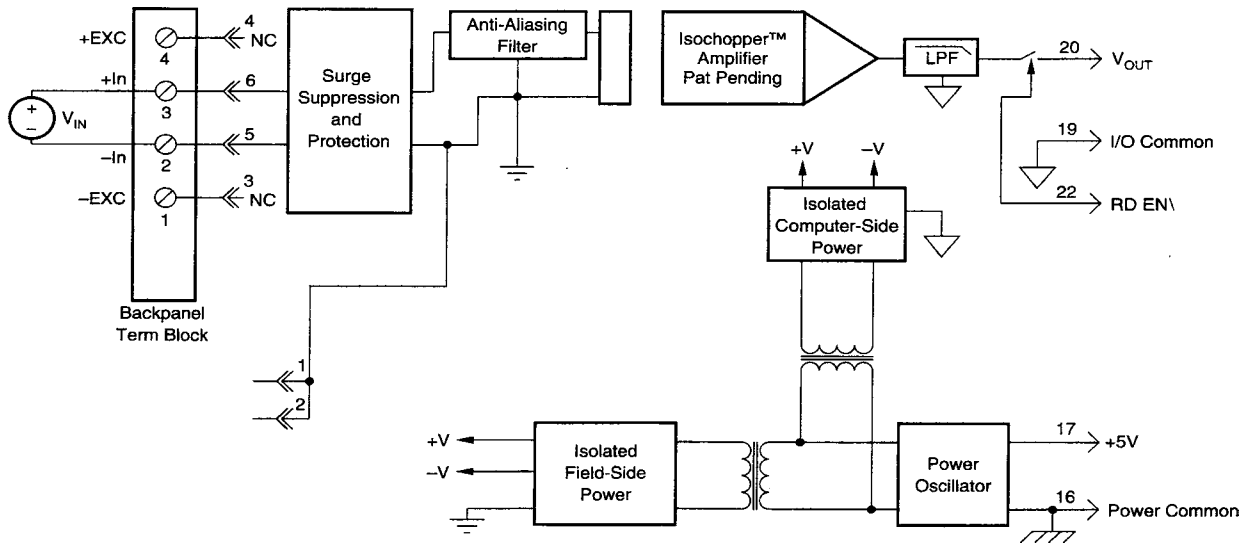 +EXC
4
4
NC
+In
3
6
+
−
V_IN
−In
2
5
−EXC
1
3
NC
Backpanel
Term Block
Surge
Suppression
and
Protection
Anti-Aliasing
Filter
1
2
Isochopper™
Amplifier
Pat Pending
LPF
20
V_OUT
19
I/O Common
22
RD EN\
+V
−V
Isolated
Computer-Side
Power
+V
−V
Isolated
Field-Side
Power
Power
Oscillator
17
+5V
16
Power Common